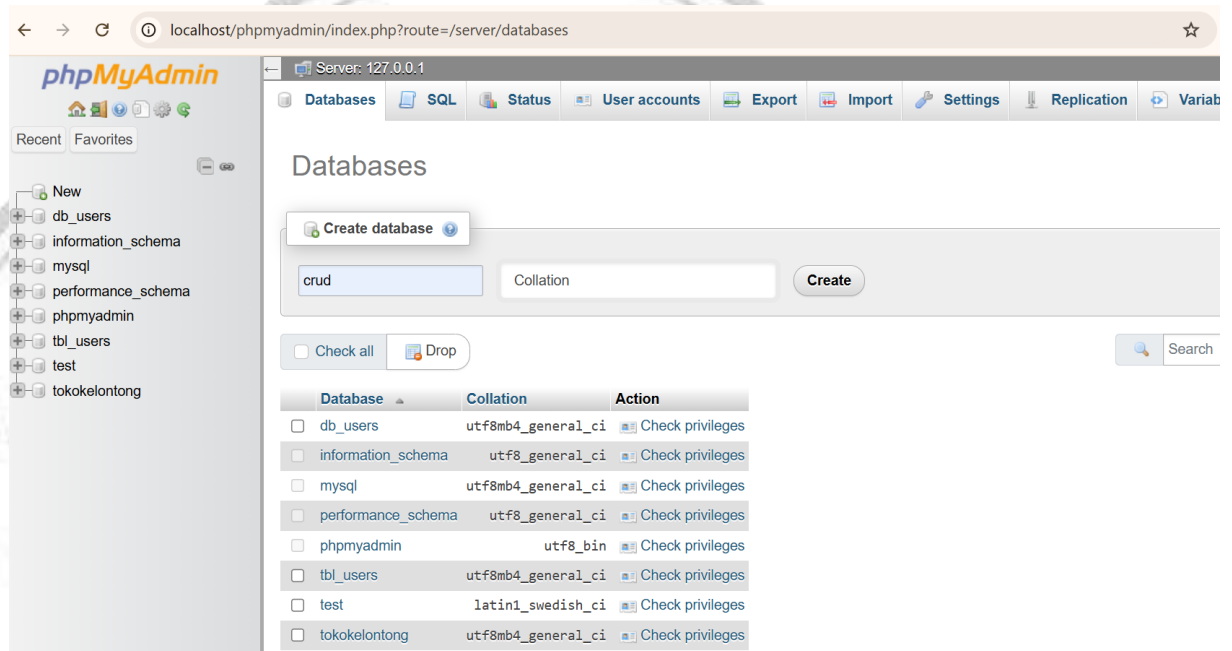 localhost/phpmyadmin/index.php?route=/server/databases
phpMyAdmin
Recent Favorites
New
db_users
information_schema
mysql
performance_schema
phpmyadmin
tbl_users
test
tokokelontong
Server: 127.0.0.1
Databases SQL Status User accounts Export Import Settings Replication Variab
Databases
Create database
crud Collation Create
Check all Drop Search
Database Collation Action
db_users utf8mb4_general_ci Check privileges
information_schema utf8_general_ci Check privileges
mysql utf8mb4_general_ci Check privileges
performance_schema utf8_general_ci Check privileges
phpmyadmin utf8_bin Check privileges
tbl_users utf8mb4_general_ci Check privileges
test latin1_swedish_ci Check privileges
tokokelontong utf8mb4_general_ci Check privileges